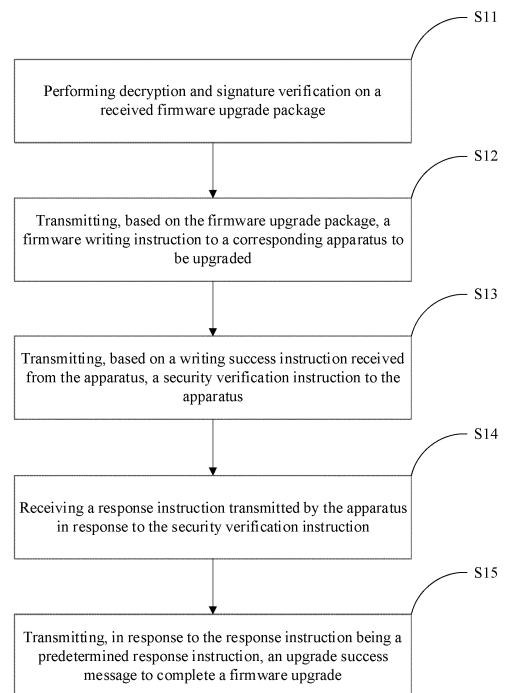 S11
Performing decryption and signature verification on a
received firmware upgrade package
S12
Transmitting, based on the firmware upgrade package, a
firmware writing instruction to a corresponding apparatus to
be upgraded
S13
Transmitting, based on a writing success instruction received
from the apparatus, a security verification instruction to the
apparatus
S14
Receiving a response instruction transmitted by the apparatus
in response to the security verification instruction
S15
Transmitting, in response to the response instruction being a
predetermined response instruction, an upgrade success
message to complete a firmware upgrade